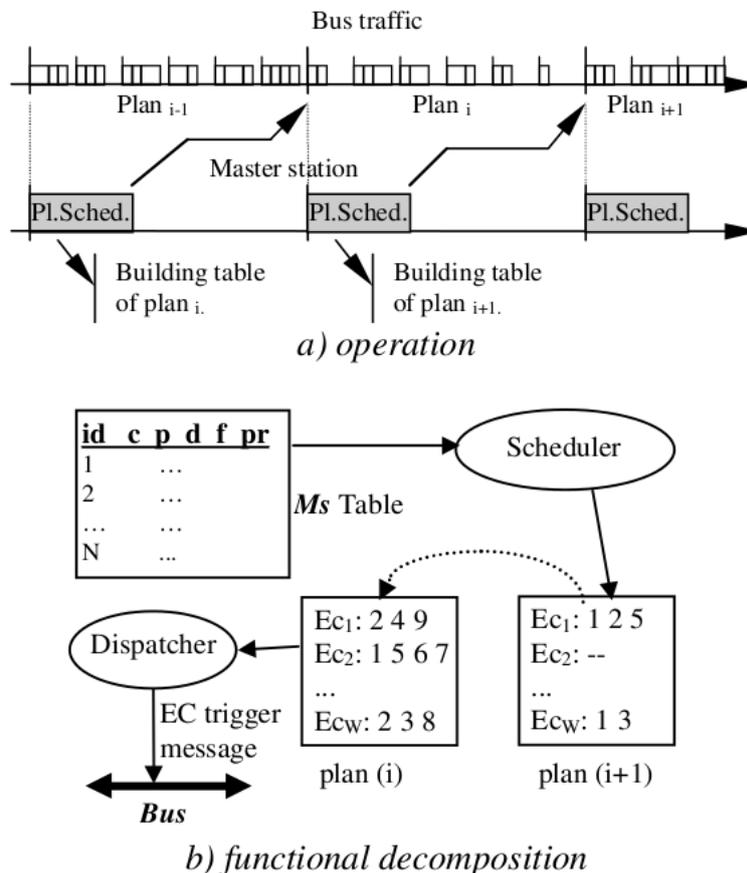 Bus traffic
Plan i-1 Plan i Plan i+1
Master station
Pl.Sched. Pl.Sched. Pl.Sched.
Building table
of plan i.
Building table
of plan i+1.
a) operation
id c p d f pr
1 ...
2 ...
... ...
N ...
Ms Table
Scheduler
Dispatcher
Ec1: 2 4 9
Ec2: 1 5 6 7
...
EcW: 2 3 8
plan (i)
Ec1: 1 2 5
Ec2: --
...
EcW: 1 3
plan (i+1)
EC trigger
message
Bus
b) functional decomposition